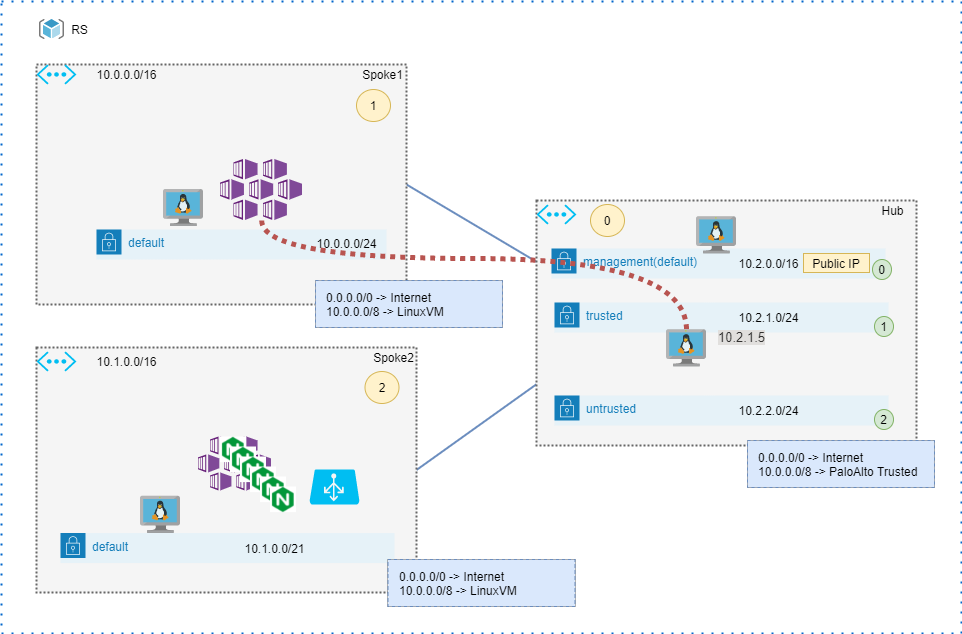 RS
10.0.0.0/16
Spoke1
1
default
10.0.0.0/24
0.0.0.0/0 -> Internet
10.0.0.0/8 -> LinuxVM
Hub
0
management(default)
10.2.0.0/16
Public IP
0
trusted
10.2.1.0/24
1
10.2.1.5
untrusted
10.2.2.0/24
2
0.0.0.0/0 -> Internet
10.0.0.0/8 -> PaloAlto Trusted
10.1.0.0/16
Spoke2
2
N
default
10.1.0.0/21
0.0.0.0/0 -> Internet
10.0.0.0/8 -> LinuxVM